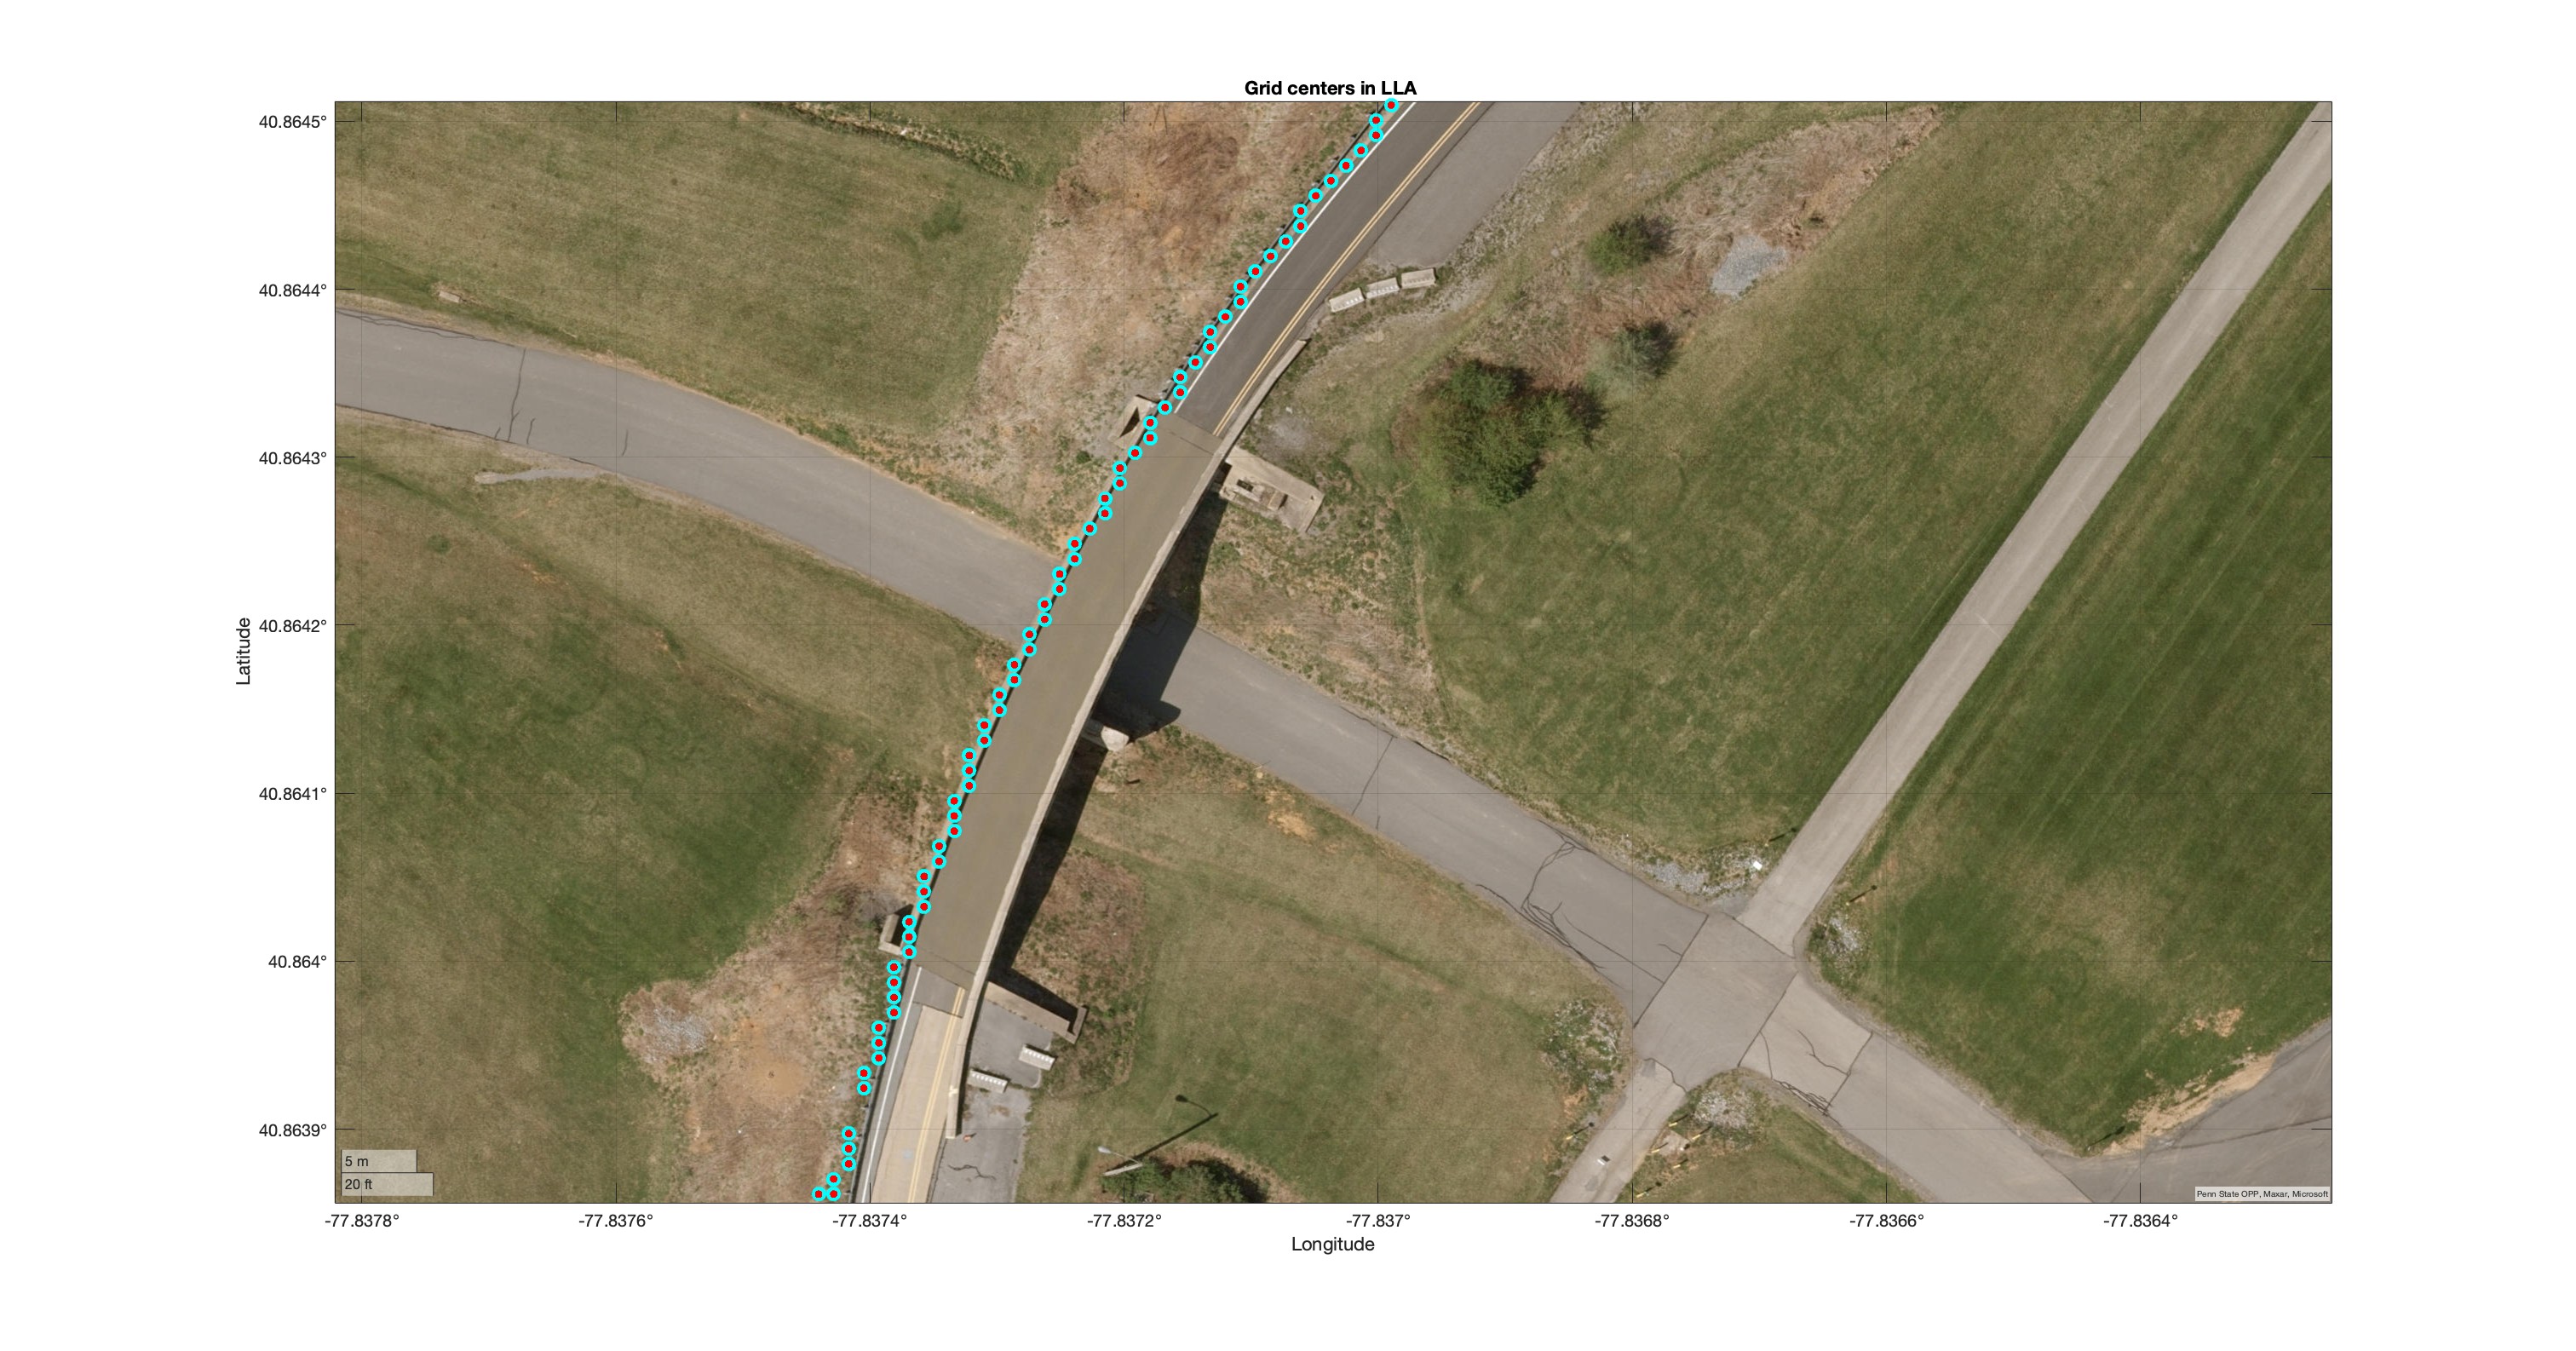 Grid centers in LLA
40.8645°
40.8644°
40.8643°
40.8642°
40.8641°
40.864°
40.8639°
Latitude
5 m
20 ft
Penn State OPP, Maxar, Microsoft
-77.8378°
-77.8376°
-77.8374°
-77.8372°
-77.837°
-77.8368°
-77.8366°
-77.8364°
Longitude